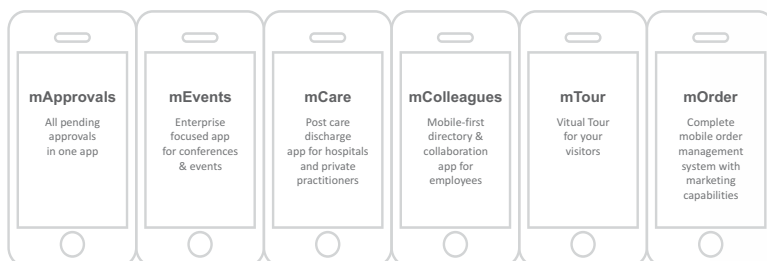 mApprovals
All pending
approvals
in one app
mEvents
Enterprise
focused app
for conferences
& events
mCare
Post care
discharge
app for hospitals
and private
practitioners
mColleagues
Mobile-first
directory &
collaboration
app for
employees
mTour
Vitual Tour
for your
visitors
mOrder
Complete
mobile order
management
system with
marketing
capabilities